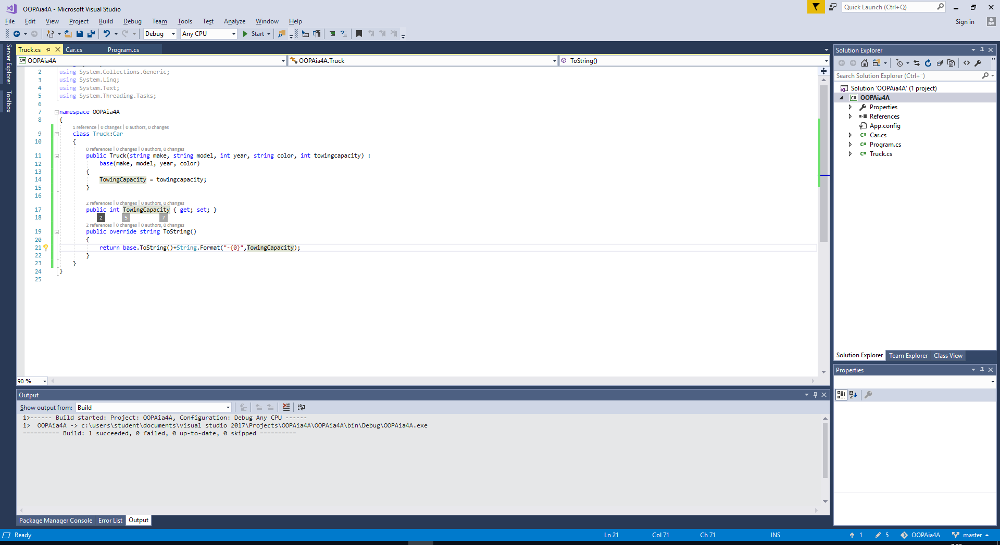 OOPAia4A - Microsoft Visual Studio
Quick Launch (Ctrl+Q)
File Edit View Project Build Debug Team Tools Test Analyze Window Help
Sign in
Debug Any CPU Start
Server Explorer
Toolbox
Truck.cs Car.cs Program.cs
C# OOPAia4A OOPAia4A.Truck ToString()
2 using System.Collections.Generic;
3 using System.Linq;
4 using System.Text;
5 using System.Threading.Tasks;
6
7 namespace OOPAia4A
8 {
1 reference | 0 changes | 0 authors, 0 changes
9 class Truck:Car
10 {
0 references | 0 changes | 0 authors, 0 changes
11 public Truck(string make, string model, int year, string color, int towingcapacity) :
12 base(make, model, year, color)
13 {
14 TowingCapacity = towingcapacity;
15 }
16
2 references | 0 changes | 0 authors, 0 changes
17 public int TowingCapacity { get; set; }
18 2 5 7
2 references | 0 changes | 0 authors, 0 changes
19 public override string ToString()
20 {
21 return base.ToString()+String.Format("-{0}",TowingCapacity);
22 }
23 }
24 }
25
90 %
Output
Show output from: Build
1>------ Build started: Project: OOPAia4A, Configuration: Debug Any CPU ------
1> OOPAia4A -> c:\users\student\documents\visual studio 2017\Projects\OOPAia4A\OOPAia4A\bin\Debug\OOPAia4A.exe
========== Build: 1 succeeded, 0 failed, 0 up-to-date, 0 skipped ==========
Package Manager Console Error List Output
Solution Explorer
Search Solution Explorer (Ctrl+¨)
Solution 'OOPAia4A' (1 project)
C# OOPAia4A
Properties
References
App.config
C# Car.cs
C# Program.cs
C# Truck.cs
Solution Explorer Team Explorer Class View
Properties
Ready Ln 21 Col 71 Ch 71 INS 1 5 OOPAia4A master